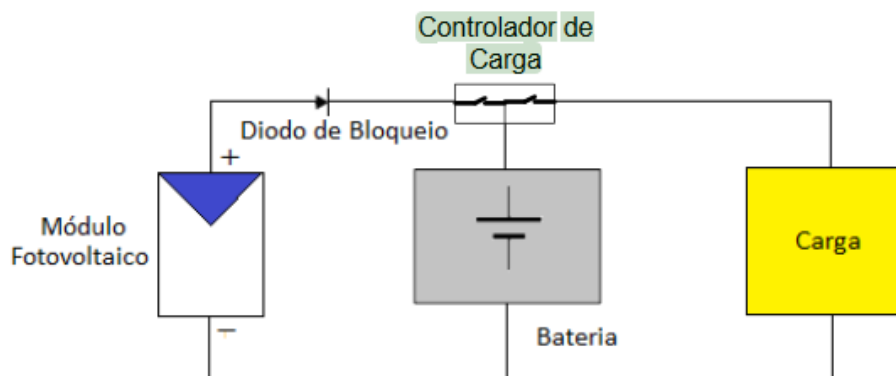 Controlador de
Carga
Diodo de Bloqueio
+
Módulo
Fotovoltaico
Carga
−
Bateria